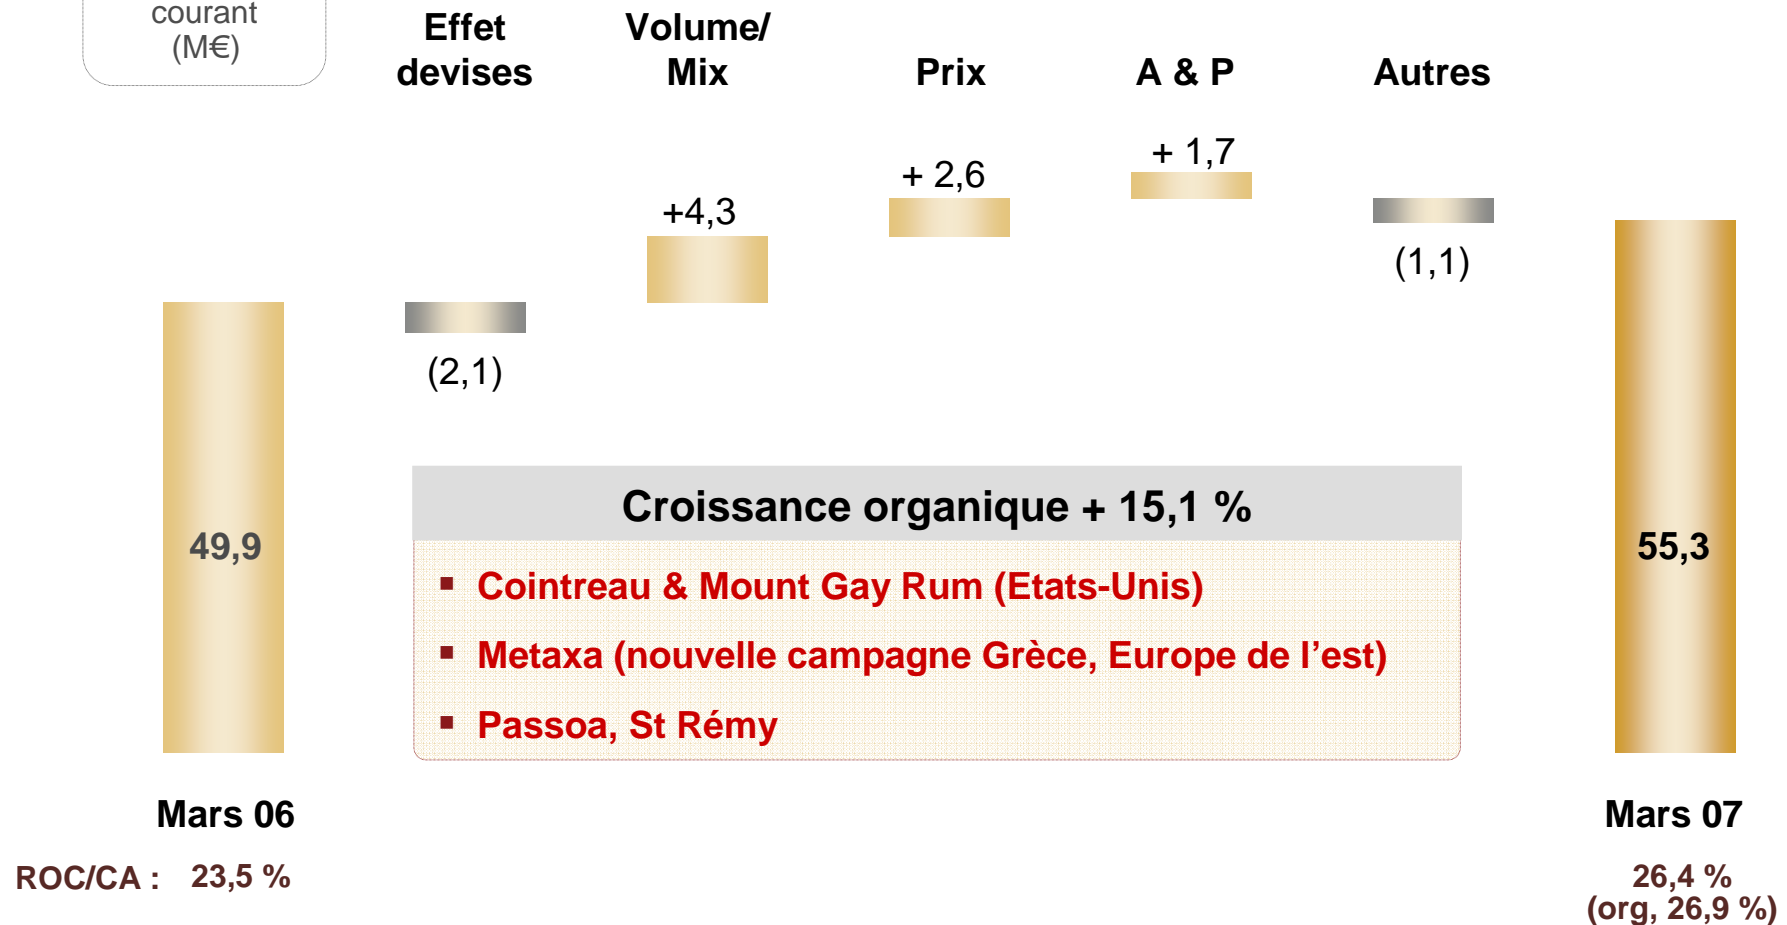 courant
(M€)
Effet
devises
Volume/
Mix
Prix
A & P
Autres
+ 1,7
+ 2,6
+4,3
(1,1)
(2,1)
Croissance organique + 15,1 %
49,9
55,3
▪ Cointreau & Mount Gay Rum (Etats-Unis)
▪ Metaxa (nouvelle campagne Grèce, Europe de l’est)
▪ Passoa, St Rémy
Mars 06
Mars 07
ROC/CA : 23,5 %
26,4 %
(org, 26,9 %)